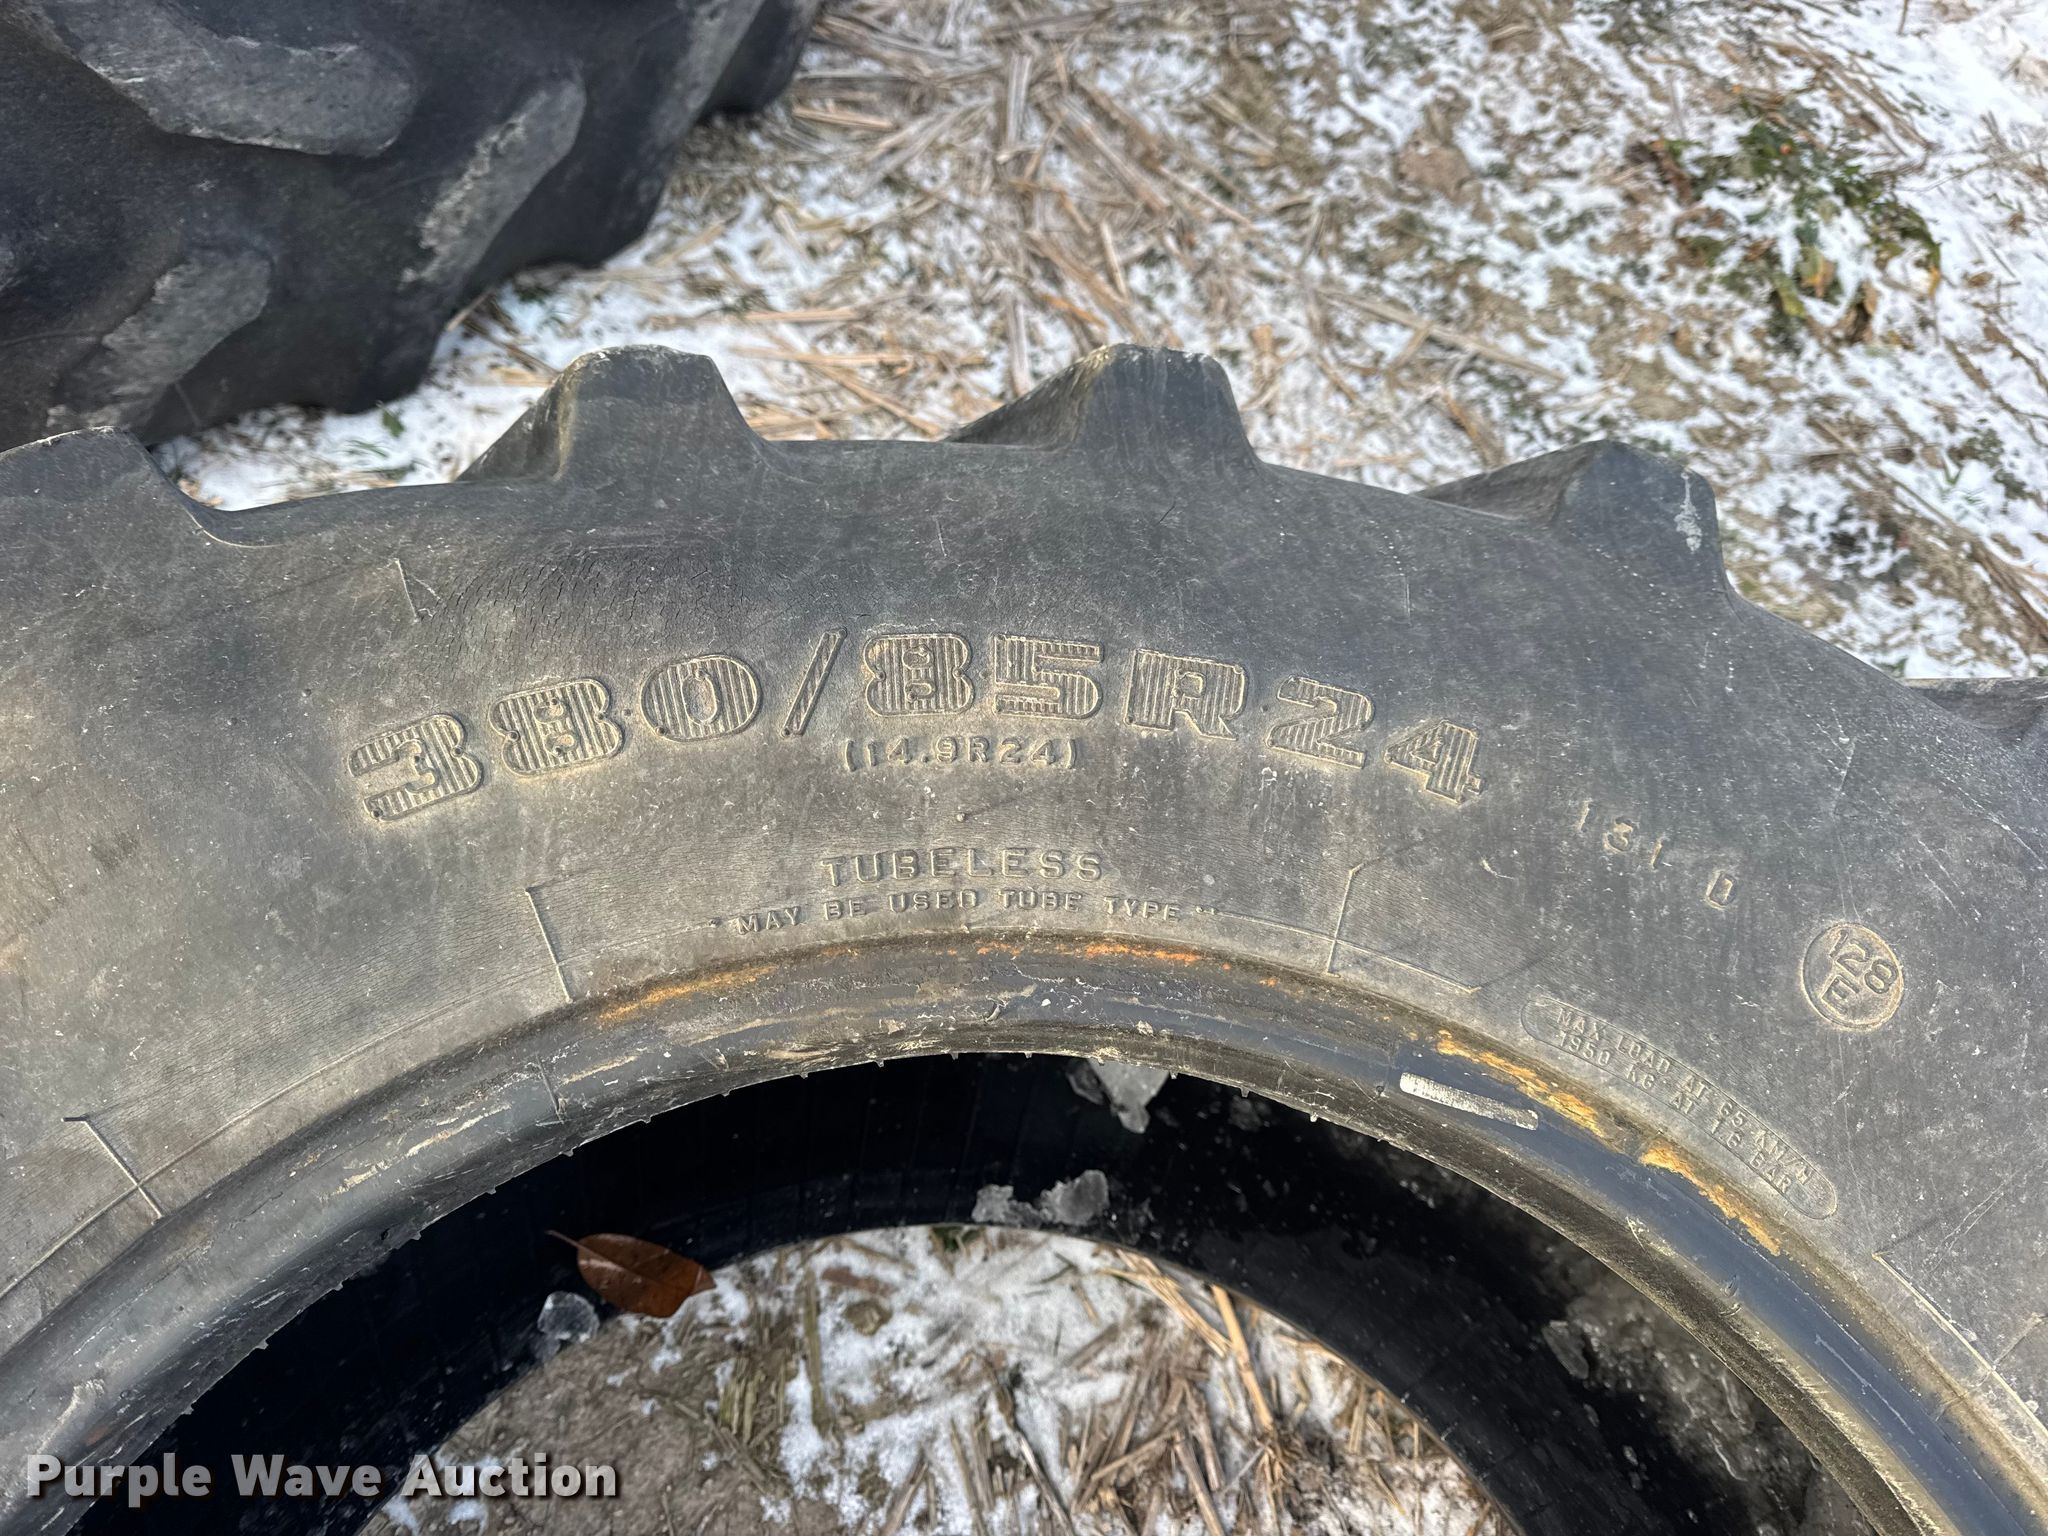 380/85R24
(14.9R24)
TUBELESS
MAY BE USED TUBE TYPE
131 D
128
E
MAX LOAD AT 65 KM/H
1950 KG AT 1.6 BAR
Purple Wave Auction